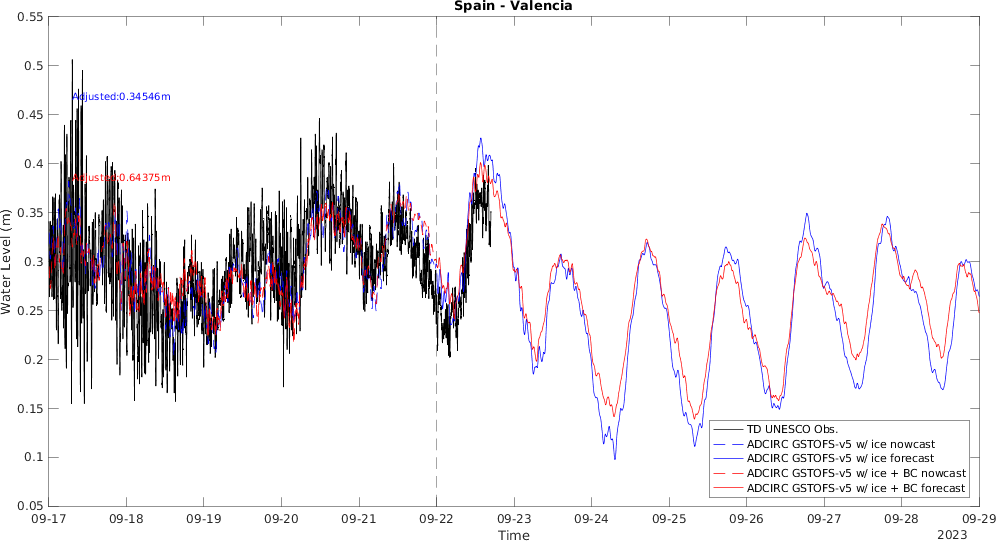 Spain - Valencia
0.55
0.5
0.45
0.4
0.35
0.3
0.25
0.2
0.15
0.1
0.05
Water Level (m)
Adjusted:0.34546m
Adjusted:0.64375m
TD UNESCO Obs.
ADCIRC GSTOFS-v5 w/ ice nowcast
ADCIRC GSTOFS-v5 w/ ice forecast
ADCIRC GSTOFS-v5 w/ ice + BC nowcast
ADCIRC GSTOFS-v5 w/ ice + BC forecast
09-17 09-18 09-19 09-20 09-21 09-22 09-23 09-24 09-25 09-26 09-27 09-28 09-29
Time
2023